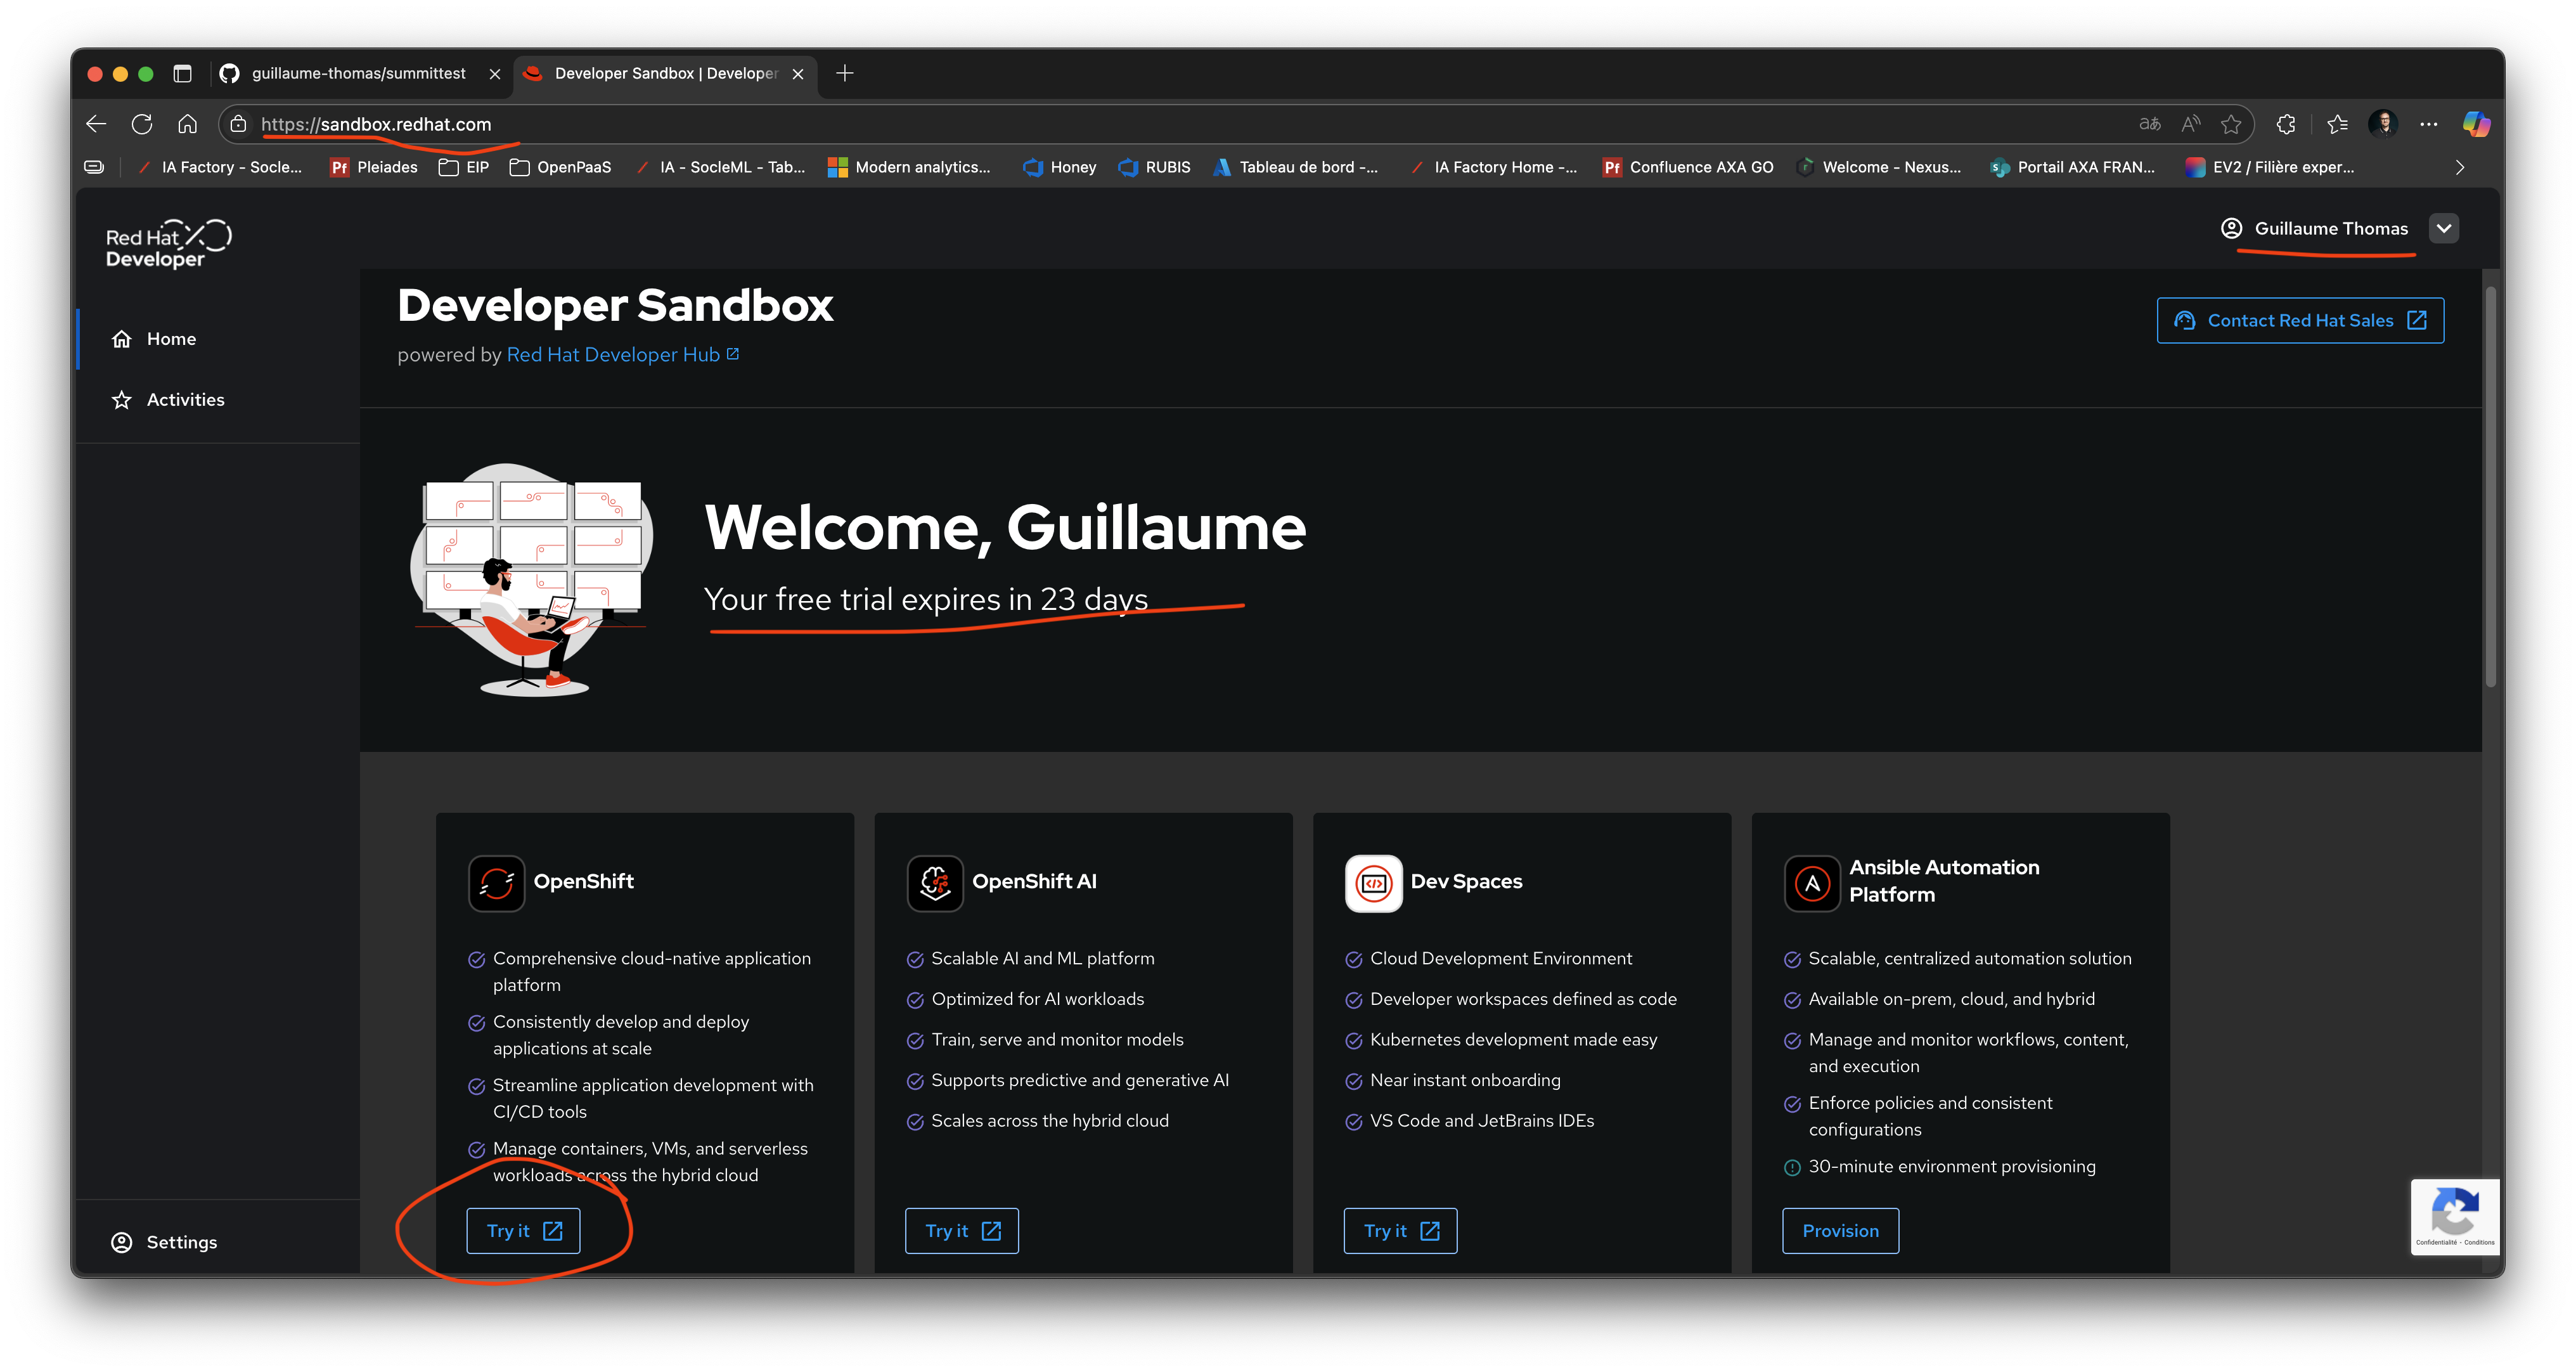 guillaume-thomas/summittest
Developer Sandbox | Developer
https://sandbox.redhat.com
IA Factory - Socle...
Pleiades
EIP
OpenPaaS
IA - SocleML - Tab...
Modern analytics...
Honey
RUBIS
Tableau de bord -...
IA Factory Home -...
Confluence AXA GO
Welcome - Nexus...
Portail AXA FRAN...
EV2 / Filière exper...
Red Hat
Developer
Guillaume Thomas
Home
Activities
Settings
Developer Sandbox
powered by Red Hat Developer Hub
Contact Red Hat Sales
Welcome, Guillaume
Your free trial expires in 23 days
OpenShift
Comprehensive cloud-native application
platform
Consistently develop and deploy
applications at scale
Streamline application development with
CI/CD tools
Manage containers, VMs, and serverless
workloads across the hybrid cloud
Try it
OpenShift AI
Scalable AI and ML platform
Optimized for AI workloads
Train, serve and monitor models
Supports predictive and generative AI
Scales across the hybrid cloud
Try it
Dev Spaces
Cloud Development Environment
Developer workspaces defined as code
Kubernetes development made easy
Near instant onboarding
VS Code and JetBrains IDEs
Try it
Ansible Automation
Platform
Scalable, centralized automation solution
Available on-prem, cloud, and hybrid
Manage and monitor workflows, content,
and execution
Enforce policies and consistent
configurations
30-minute environment provisioning
Provision
Confidentialité - Conditions